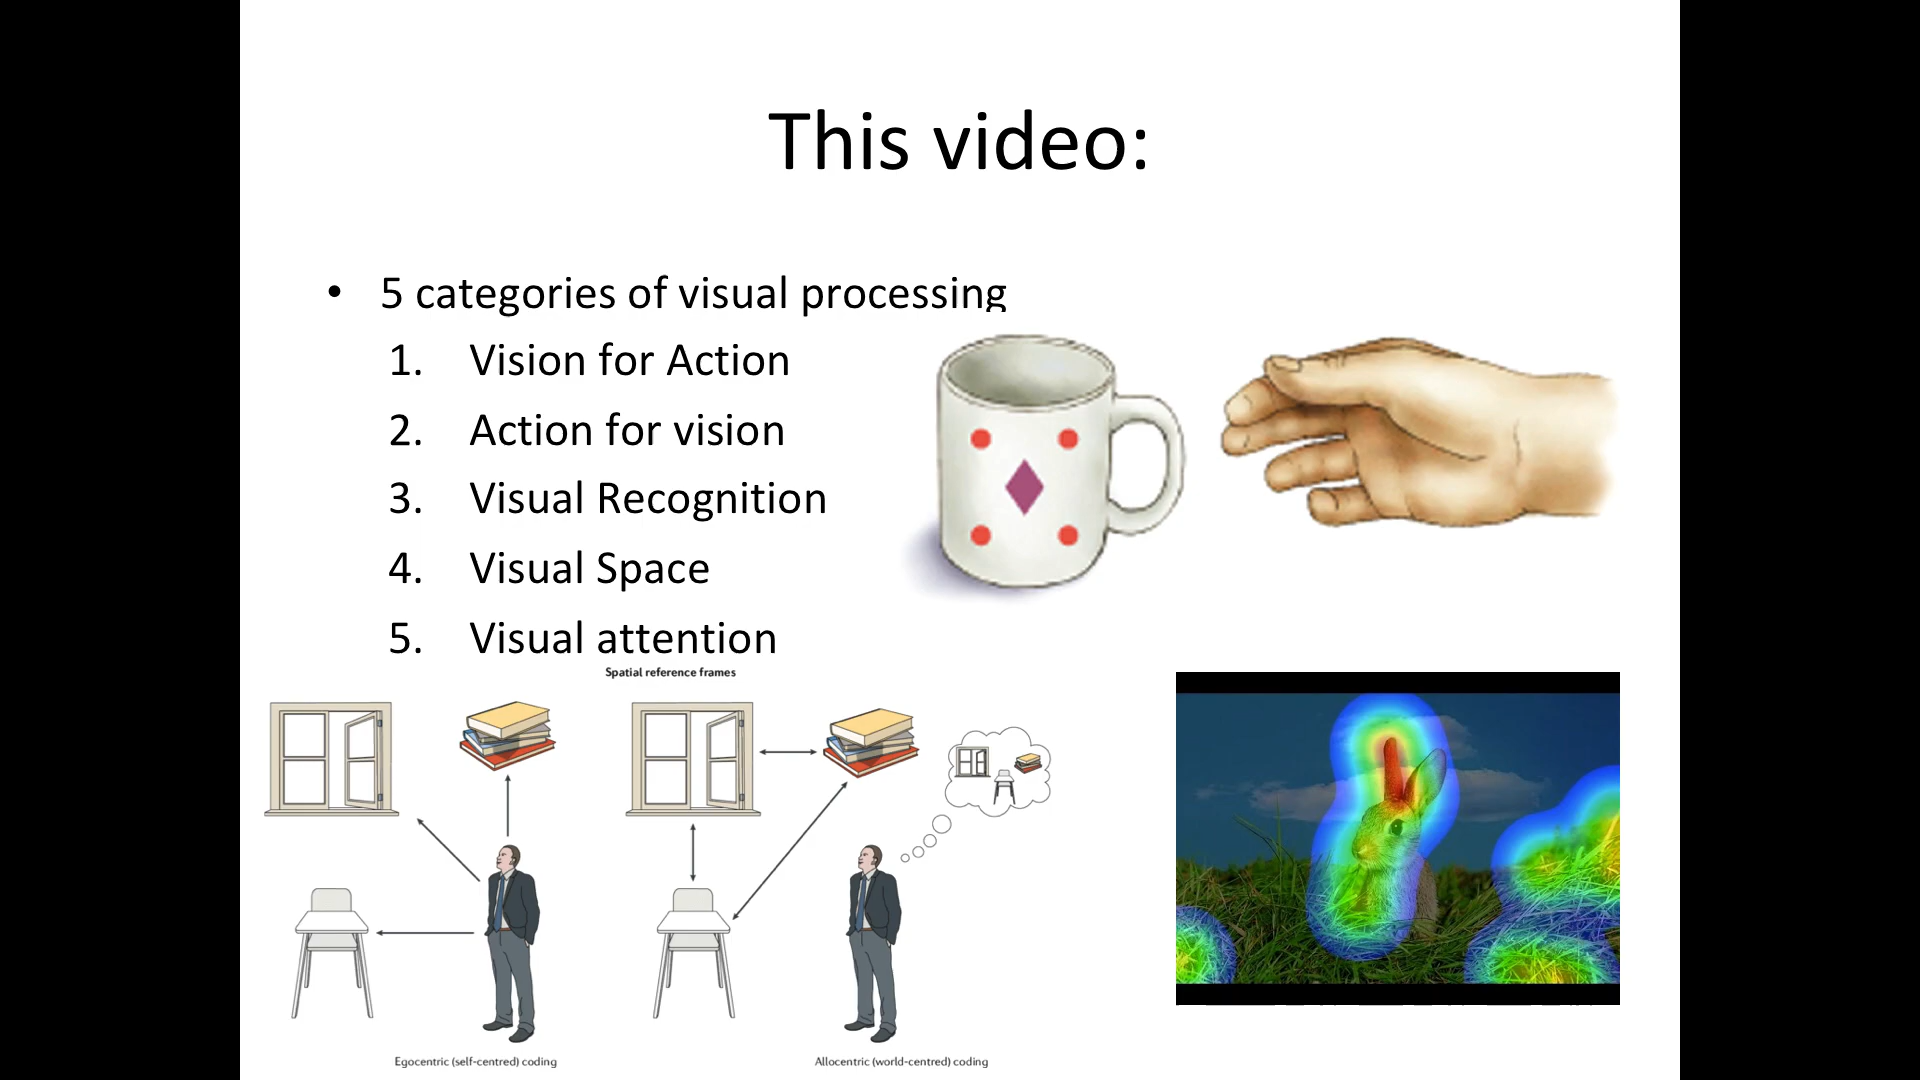 This video:
• 5 categories of visual processing
1. Vision for Action
2. Action for vision
3. Visual Recognition
4. Visual Space
5. Visual attention
Spatial reference frames
Egocentric (self-centred) coding
Allocentric (world-centred) coding